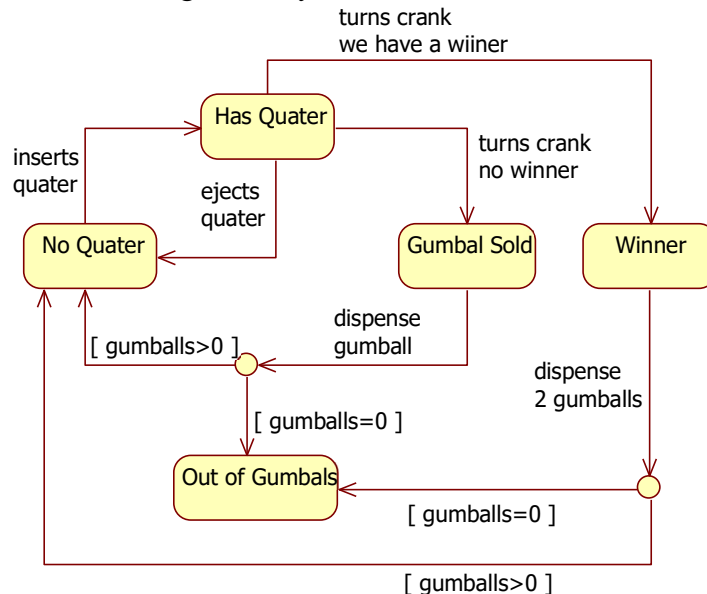 turns crank
we have a wiiner
Has Quater
inserts
quater
turns crank
no winner
ejects
quater
No Quater
Gumbal Sold
Winner
dispense
gumball
[ gumballs>0 ]
dispense
2 gumballs
[ gumballs=0 ]
Out of Gumbals
[ gumballs=0 ]
[ gumballs>0 ]